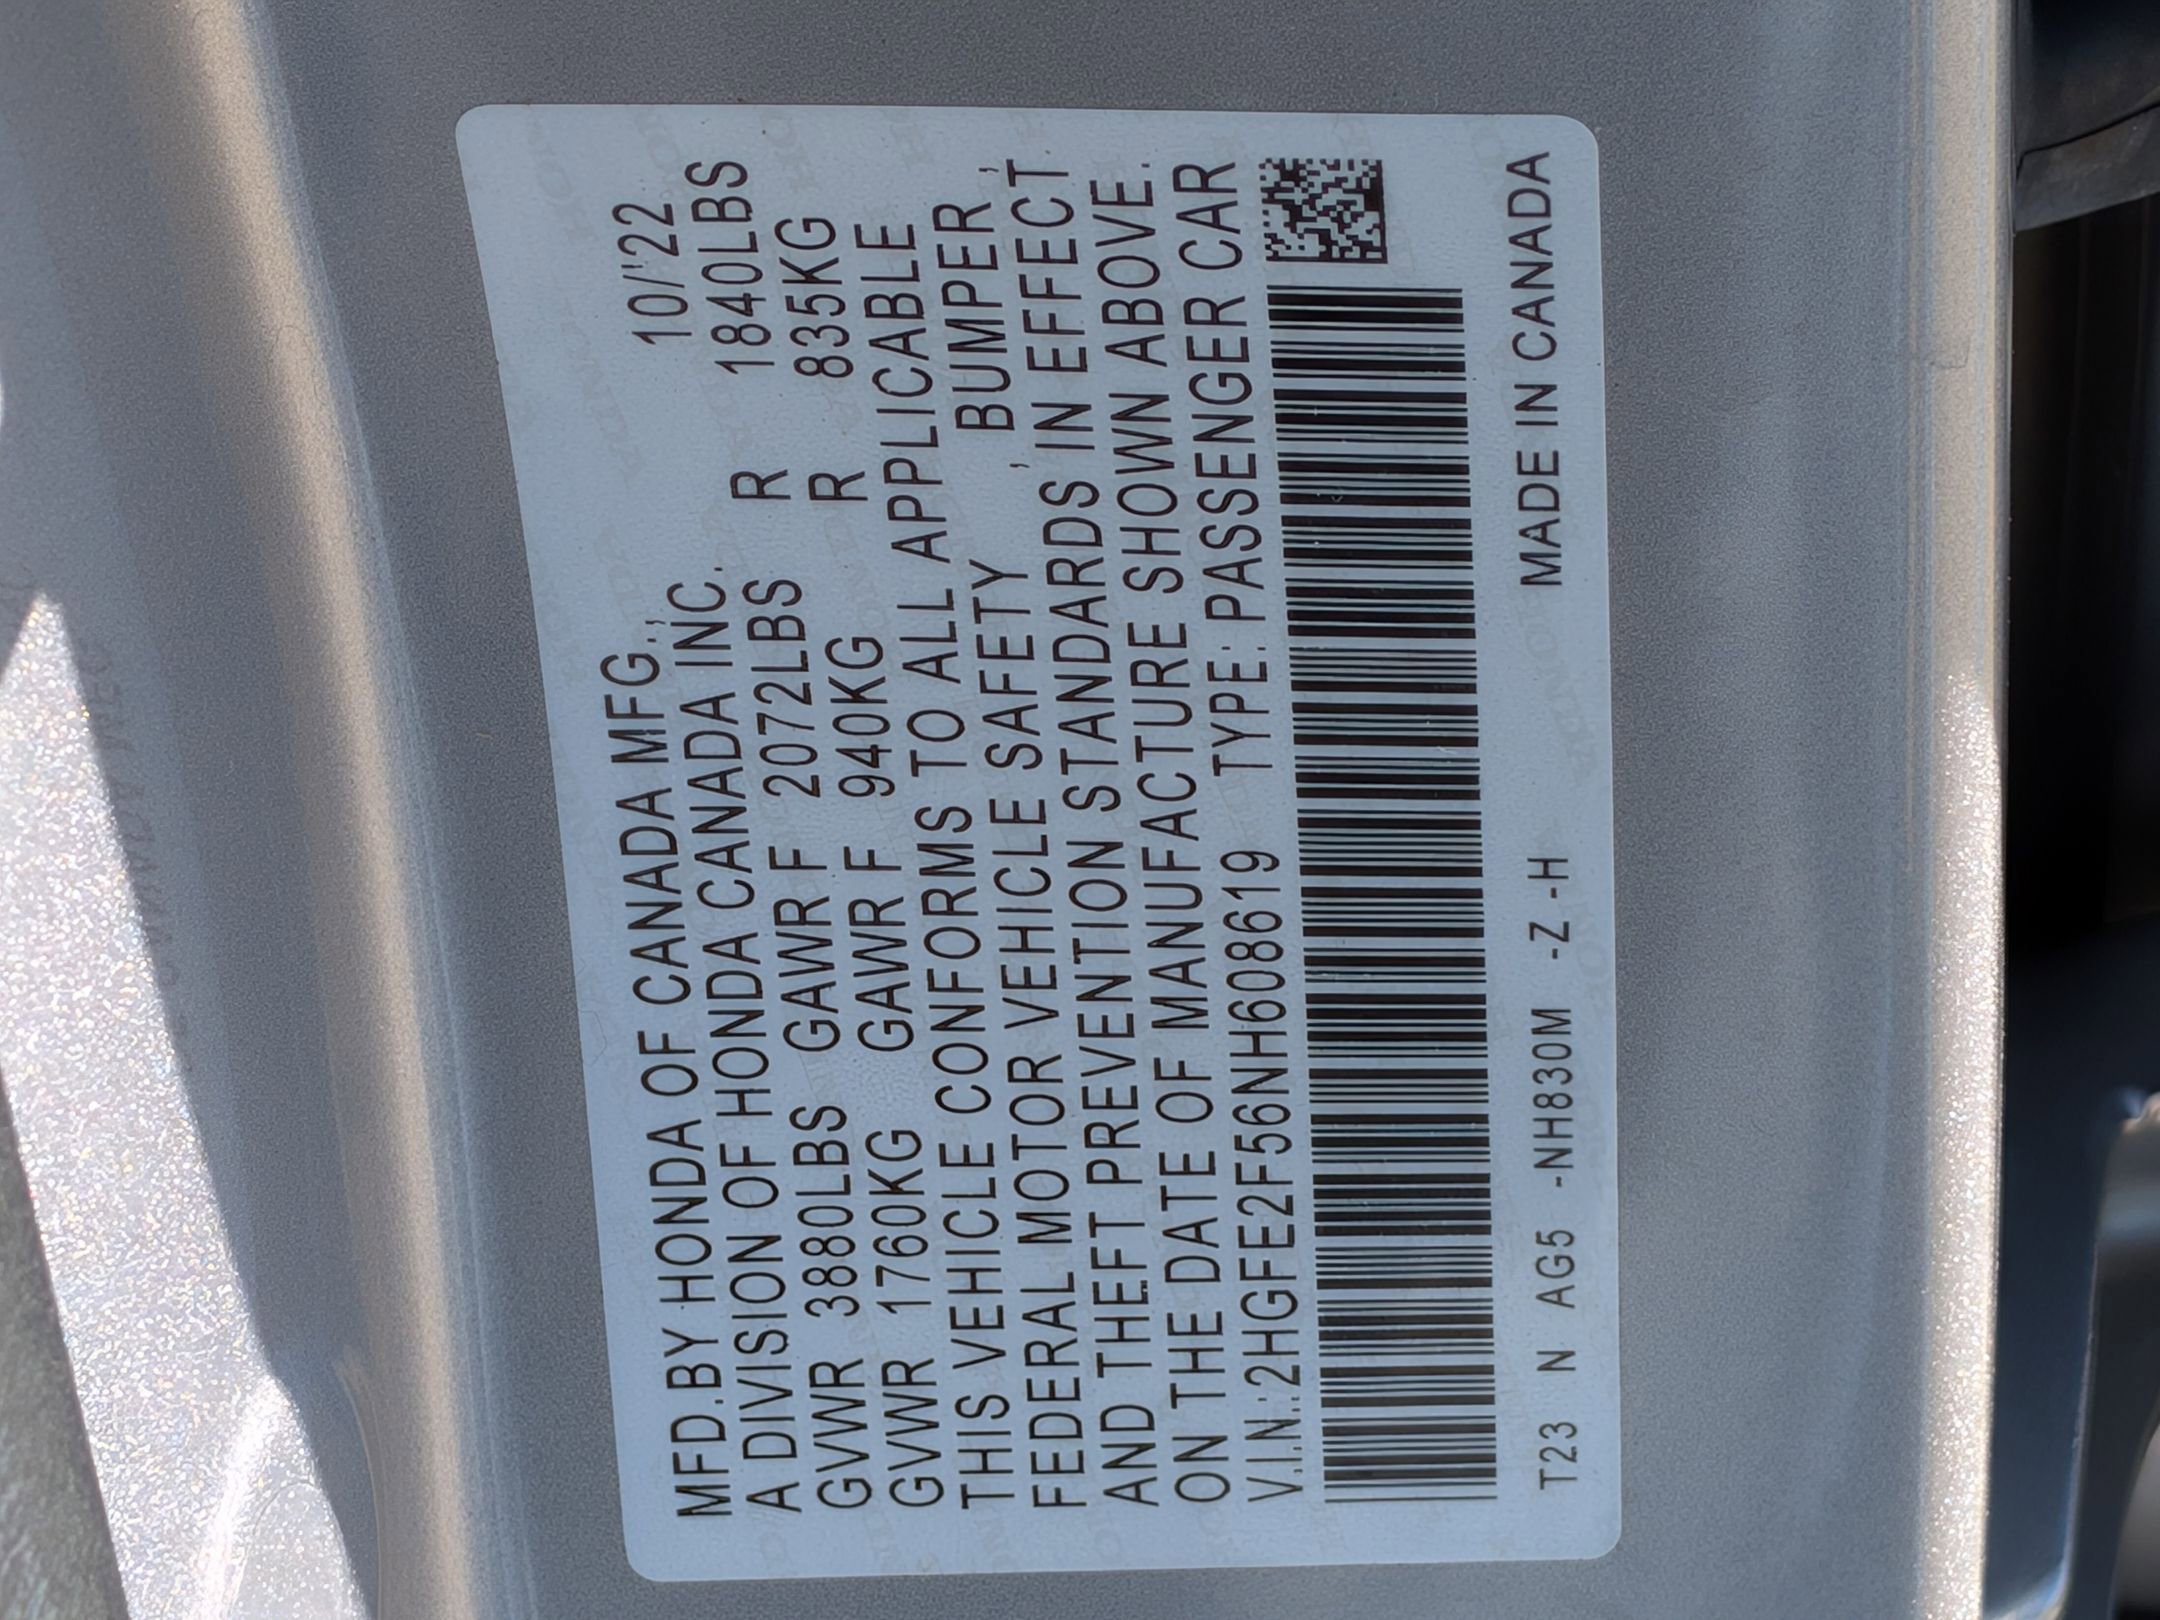 MFD.BY HONDA OF CANADA MFG., 10/'22
A DIVISION OF HONDA CANADA INC.
GVWR 3880LBS GAWR F 2072LBS R 1840LBS
GVWR 1760KG GAWR F 940KG R 835KG
THIS VEHICLE CONFORMS TO ALL APPLICABLE
FEDERAL MOTOR VEHICLE SAFETY , BUMPER ,
AND THEFT PREVENTION STANDARDS IN EFFECT
ON THE DATE OF MANUFACTURE SHOWN ABOVE.
V.I.N.:2HGFE2F56NH608619 TYPE: PASSENGER CAR
T23 N AG5 -NH830M -Z -H MADE IN CANADA